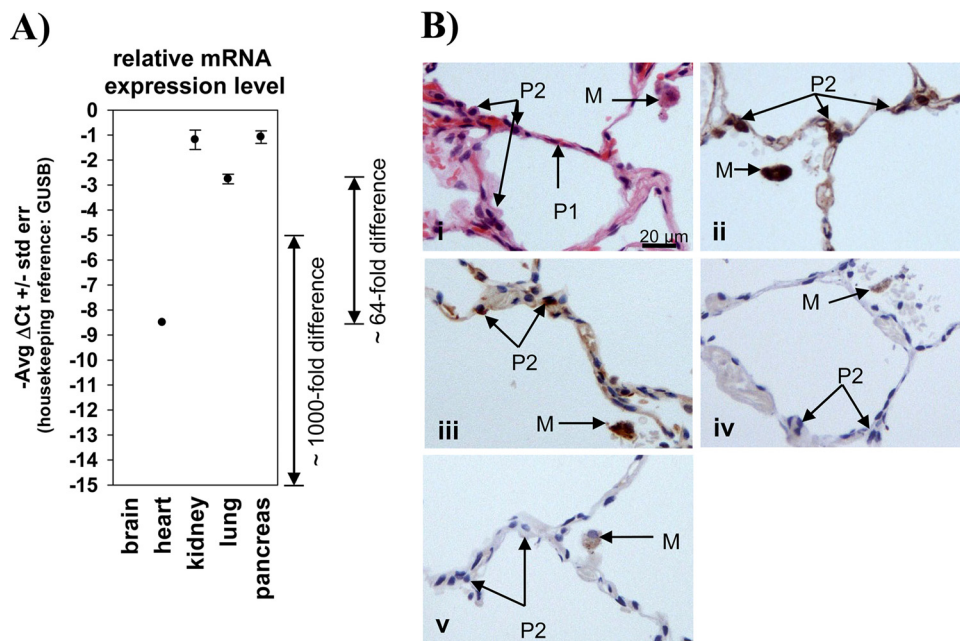 A)
relative mRNA
expression level
0
-1
-2
-3
-4
-5
-6
-7
-8
-9
-10
-11
-12
-13
-14
-15
-Avg ΔCt +/- std err
(housekeeping reference: GUSB)
brain
heart
kidney
lung
pancreas
~ 1000-fold difference
~ 64-fold difference
B)
P2
M
P1
i
20 µm
P2
M
ii
P2
M
iii
M
P2
iv
M
P2
v